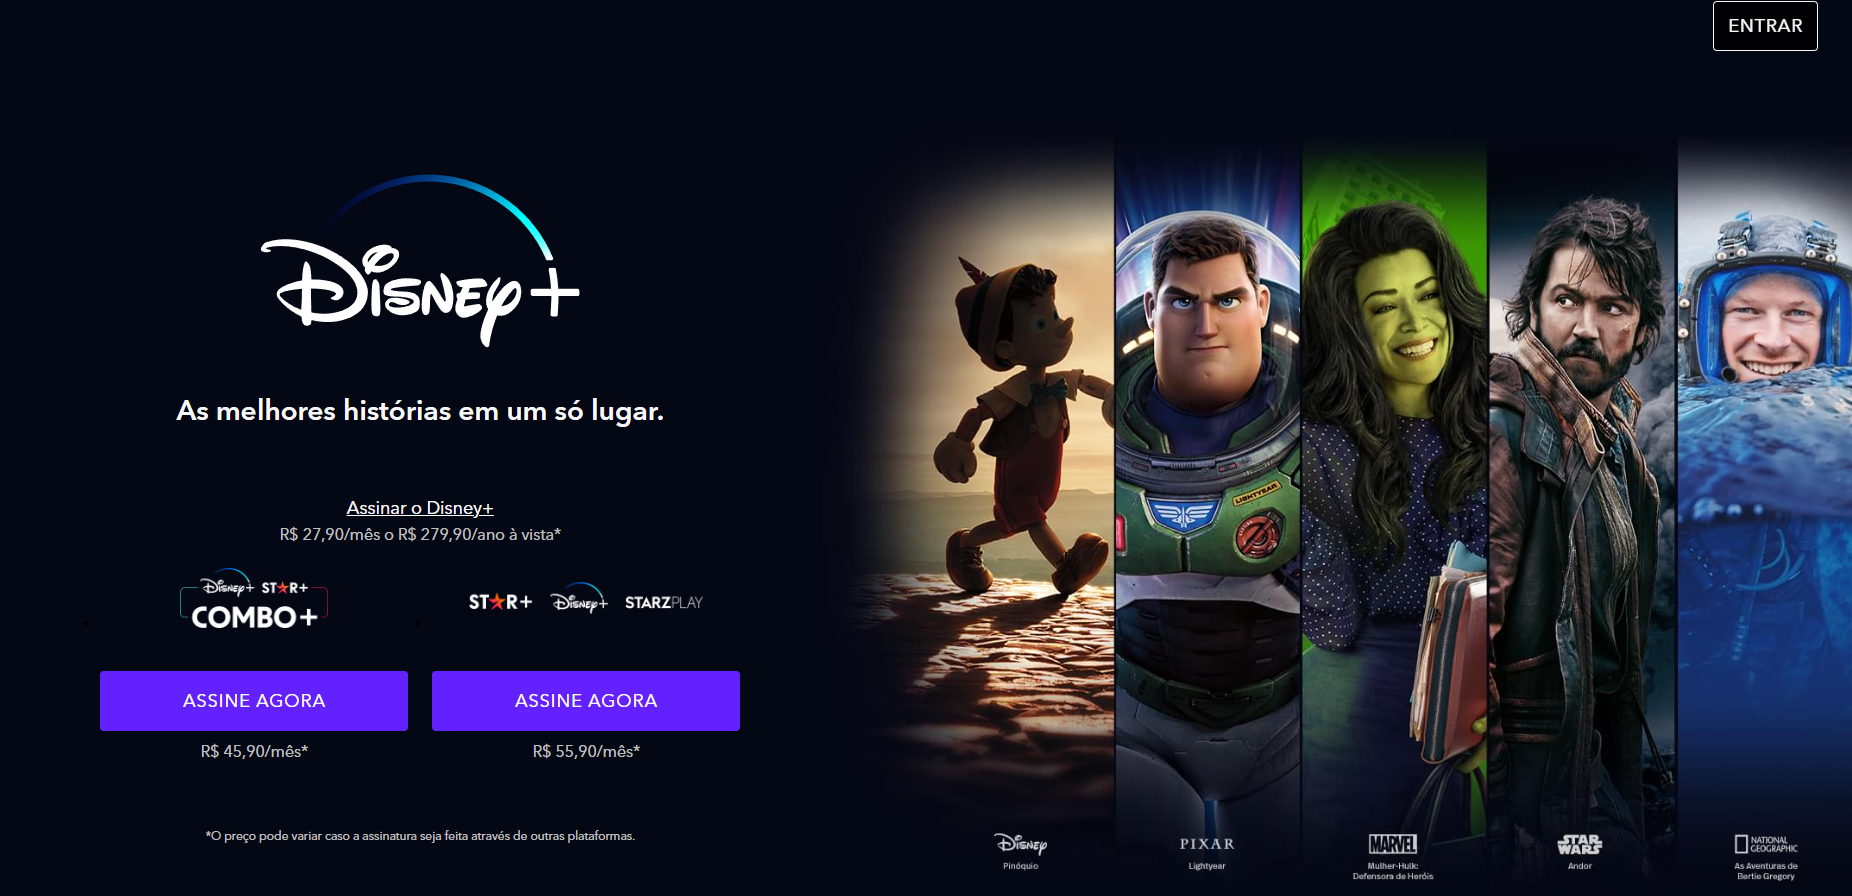 ENTRAR
Disney+
As melhores histórias em um só lugar.
Assinar o Disney+
R$ 27,90/mês o R$ 279,90/ano à vista*
Disney+ STAR+
COMBO+
STAR+ Disney+ STARZPLAY
ASSINE AGORA ASSINE AGORA
R$ 45,90/mês* R$ 55,90/mês*
*O preço pode variar caso a assinatura seja feita através de outras plataformas.
LIGHTYEAR
Disney
Pinóquio
PIXAR
Lightyear
MARVEL
Mulher-Hulk:
Defensora de Heróis
STAR
WARS
Andor
NATIONAL
GEOGRAPHIC
As Aventuras de
Bertie Gregory